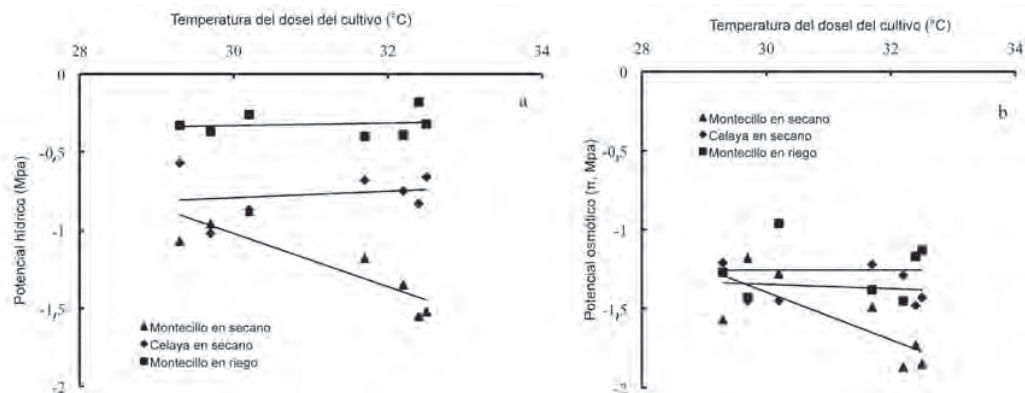 Temperatura del dosel del cultivo (°C)
28 30 32 34
0
-0,5
-1
-1,5
-2
Potencial hídrico (Mpa)
a
Montecillo en secano
Celaya en secano
Montecillo en riego
Temperatura del dosel del cultivo (°C)
28 30 32 34
0
-0,5
-1
-1,5
-2
Potencial osmótico (π, Mpa)
b
Montecillo en secano
Celaya en secano
Montecillo en riego